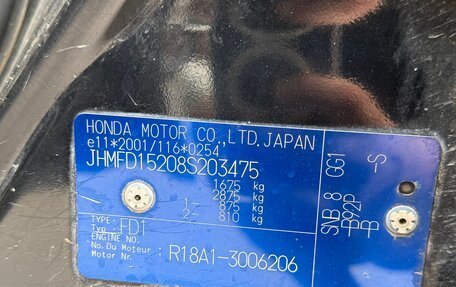 HONDA MOTOR CO.,LTD.JAPAN
e11*2001/116*0254
JHMFD15208S203475
1675 kg
2875 kg
1- 975 kg
2- 810 kg
TYPE:
Typ : FD1
ENGINE NO.
No.Du Moteur:
Motor Nr. : R18A1-3006206
GG1 -S
SNB 8
B92P B